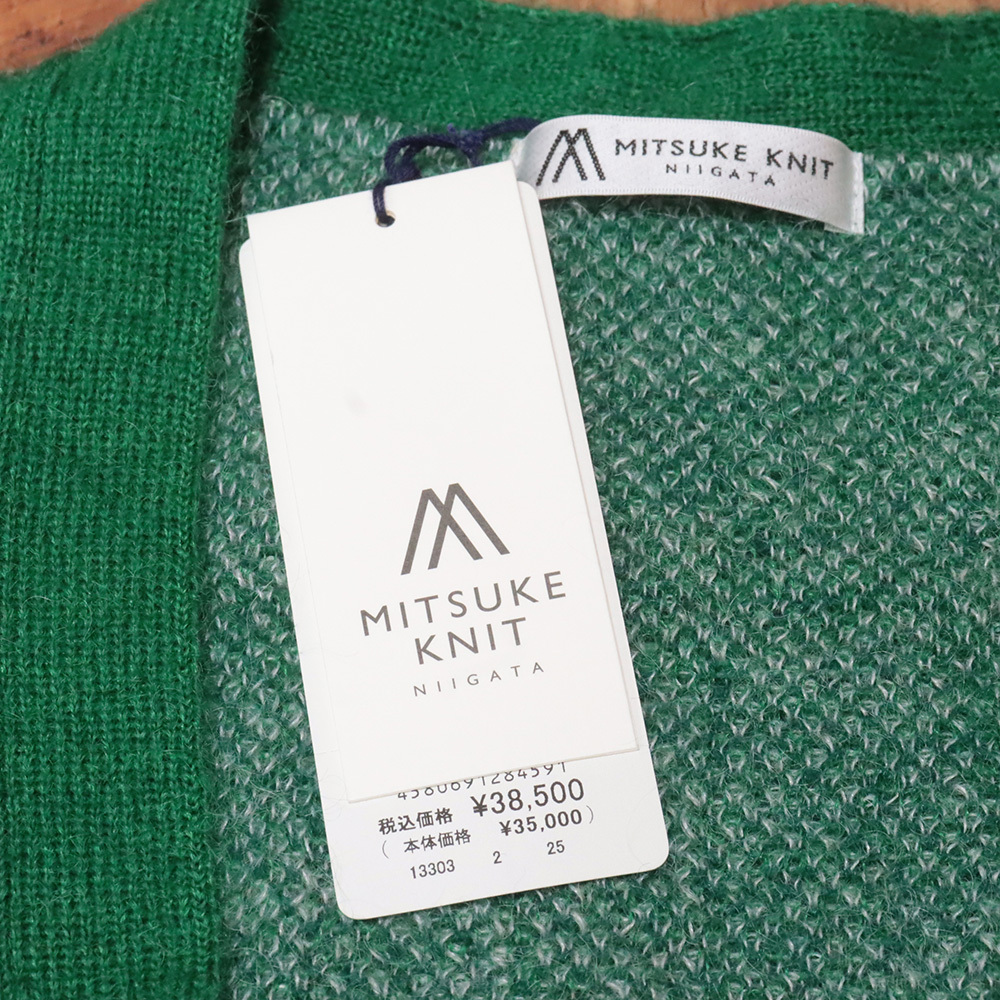 MITSUKE KNIT
NIIGATA
MITSUKE
KNIT
NIIGATA
4580691284591
税込価格 ¥38,500
( 本体価格 ¥35,000 )
13303 2 25